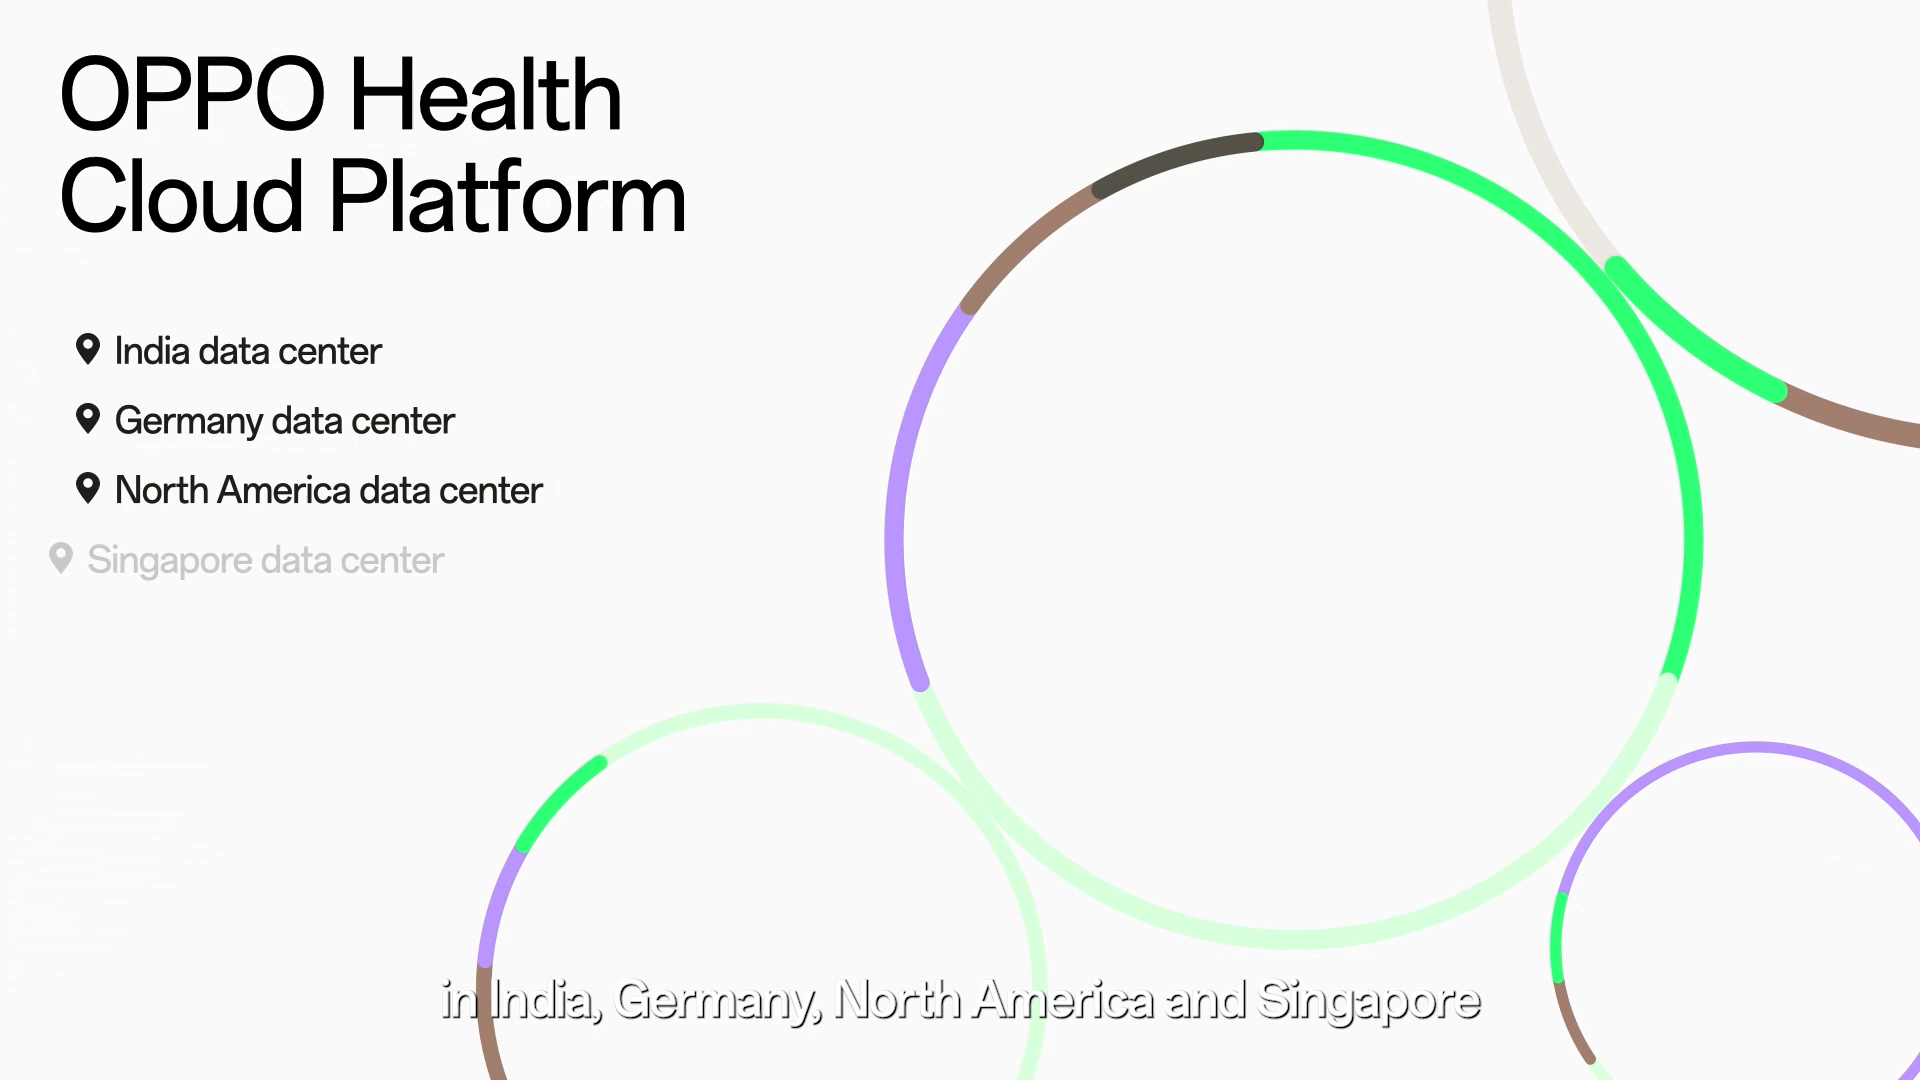 OPPO Health
Cloud Platform
India data center
Germany data center
North America data center
Singapore data center
in India, Germany, North America and Singapore